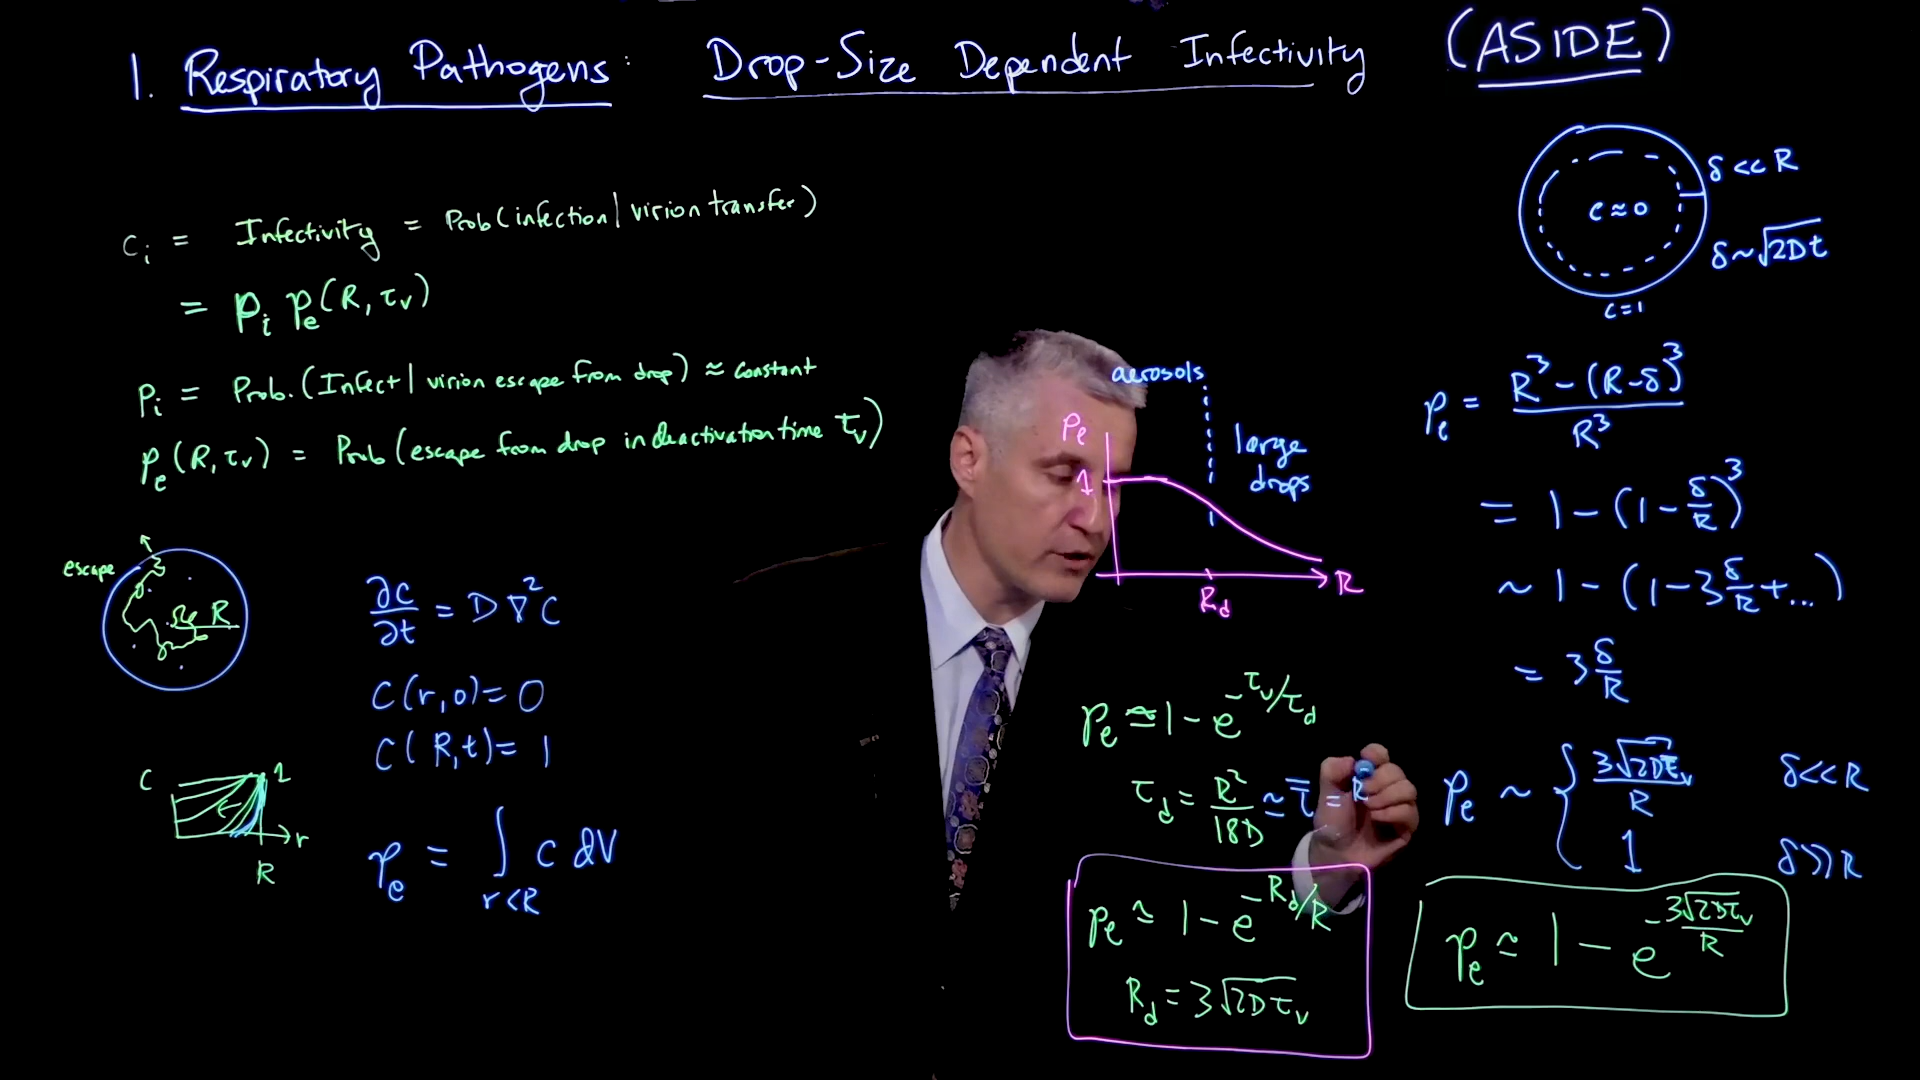 1. Respiratory Pathogens: Drop-Size Dependent Infectivity (ASIDE)
c_i = Infectivity = Prob(infection | virion transfer)
= p_i p_e(R, τ_v)
p_i = Prob. (Infect | virion escape from drop) ≈ constant
p_e(R, τ_v) = Prob (escape from drop in deactivation time τ_v)
escape
R
∂c/∂t = D ∇²C
C(r,0) = 0
C(R,t) = 1
C
1
t
r
R
p_e = ∫_{r<R} c dV
aerosols
large
drops
Pe
1
R
R_d
p_e ≃ 1 - e^{-τ_v/τ_d}
τ_d = R²/18D ≃ τ̄ = R
p_e ≃ 1 - e^{-R_d/R}
R_d = 3√(2Dτ_v)
δ << R
c ≈ 0
δ ~ √(2Dt)
c = 1
p_e = (R³ - (R-δ)³)/R³
= 1 - (1 - δ/R)³
~ 1 - (1 - 3 δ/R + ...)
= 3 δ/R
p_e ~ { 3√(2Dτ_v)/R δ<<R
1 δ>>R
p_e ≃ 1 - e^{-3√(2Dτ_v)/R}